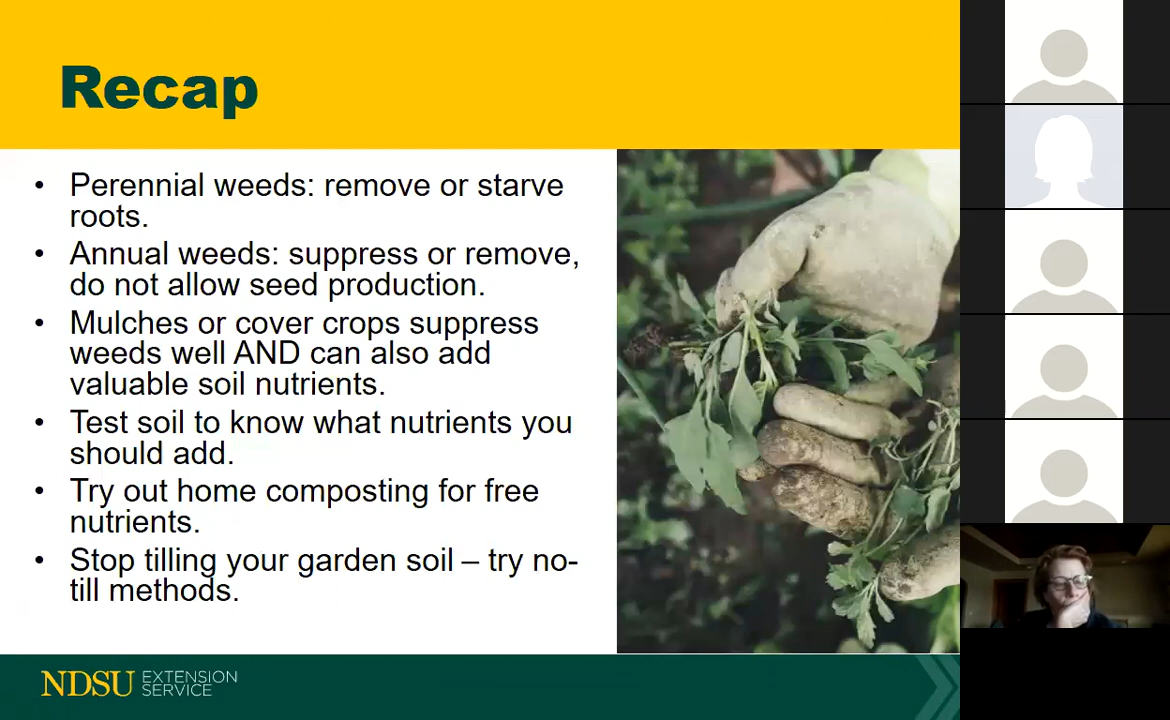 Recap
• Perennial weeds: remove or starve
roots.
• Annual weeds: suppress or remove,
do not allow seed production.
• Mulches or cover crops suppress
weeds well AND can also add
valuable soil nutrients.
• Test soil to know what nutrients you
should add.
• Try out home composting for free
nutrients.
• Stop tilling your garden soil – try no-
till methods.
NDSU EXTENSION
SERVICE